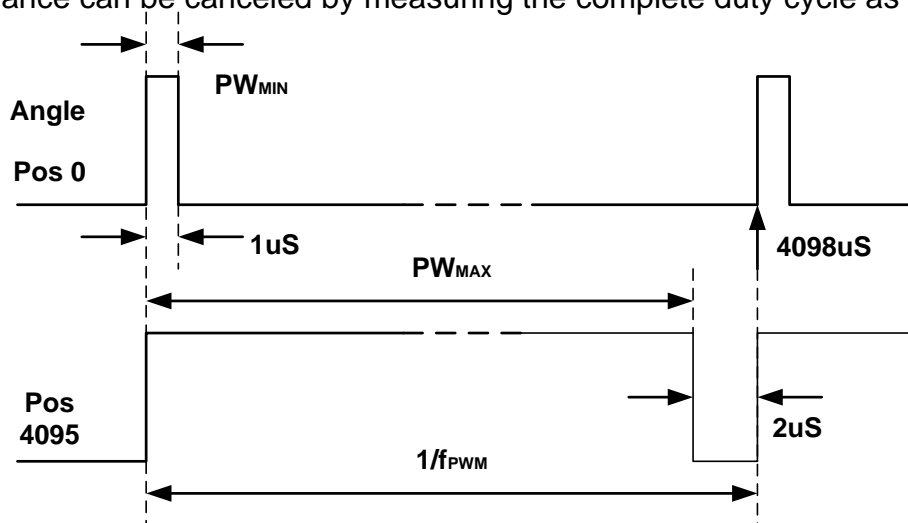 ance can be canceled by measuring the complete duty cycle as
PWMIN
Angle
Pos 0
1uS
4098uS
PWMAX
Pos
4095
2uS
1/fPWM